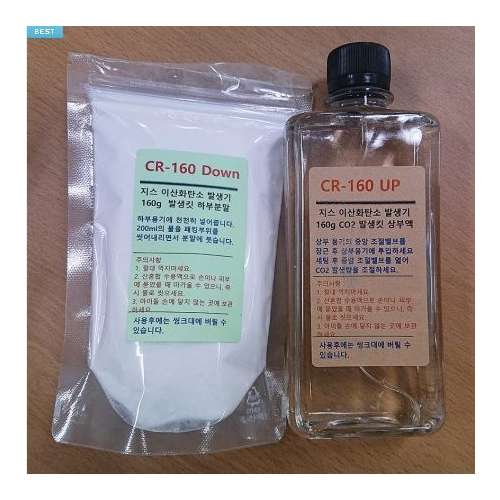 BEST
CR-160 Down
지스 이산화탄소 발생기
160g 발생킷 하부분말
하부용기에 천천히 넣어줍니다.
200ml의 물을 패킹부위를
씻어내리면서 분말에 붓습니다.
주의사항
1. 절대 먹지마세요.
2. 산혼합 수용액으로 손이나 피부
에 묻었을 때 따가울 수 있으니, 즉
시 물로 씻으세요.
3. 아이들 손에 닿지 않는 곳에 보관
하세요.
사용후에는 씽크대에 버릴 수
있습니다.
CR-160 UP
지스 이산화탄소 발생기
160g CO2 발생킷 상부액
상부 용기의 중앙 조절밸브를
잠근 후 상부용기에 투입하세요
세팅 후 중앙 조절밸브를 열어
CO2 발생량을 조절하세요.
주의사항
1. 절대 먹지마세요.
2. 산혼합 수용액으로 손이나 피부
에 묻었을 때 따가울 수 있으니, 즉
시 물로 씻으세요.
3. 아이들 손에 닿지 않는 곳에 보관
하세요.
사용후에는 씽크대에 버릴 수
있습니다.